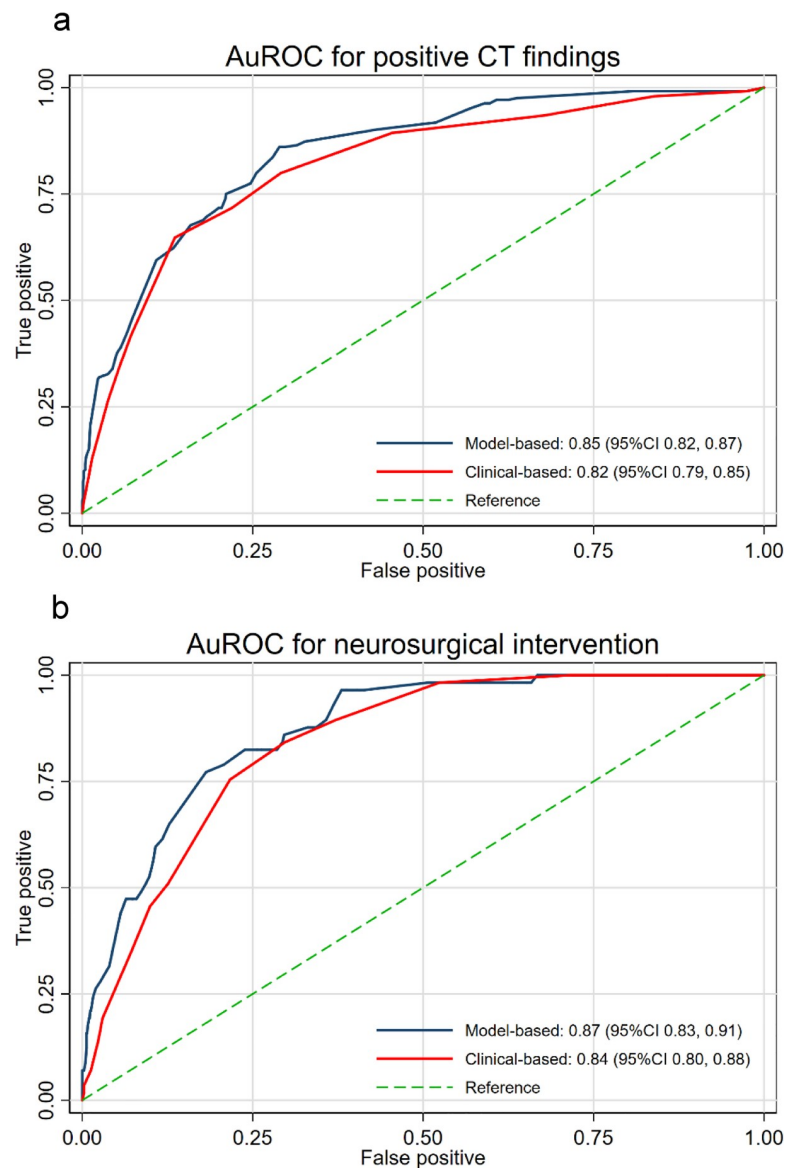 a
AuROC for positive CT findings
True positive
1.00
0.75
0.50
0.25
0.00
Model-based: 0.85 (95%CI 0.82, 0.87)
Clinical-based: 0.82 (95%CI 0.79, 0.85)
Reference
0.00 0.25 0.50 0.75 1.00
False positive
b
AuROC for neurosurgical intervention
True positive
1.00
0.75
0.50
0.25
0.00
Model-based: 0.87 (95%CI 0.83, 0.91)
Clinical-based: 0.84 (95%CI 0.80, 0.88)
Reference
0.00 0.25 0.50 0.75 1.00
False positive